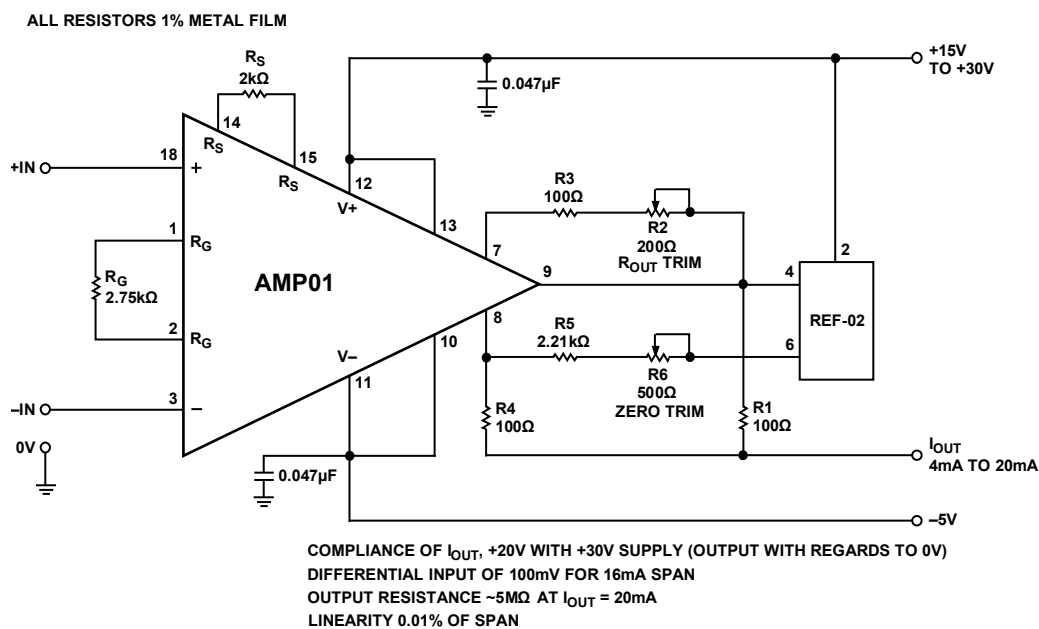 ALL RESISTORS 1% METAL FILM
+15V
TO +30V
RS
2kΩ
0.047µF
14
RS
15
RS
12
V+
13
+IN
18
+
R3
100Ω
R2
200Ω
ROUT TRIM
7
2
1
RG
RG
2.75kΩ
AMP01
9
4
REF-02
2
RG
8
R5
2.21kΩ
6
R6
500Ω
ZERO TRIM
V–
10
11
–IN
3
–
R4
100Ω
R1
100Ω
0V
0.047µF
IOUT
4mA TO 20mA
–5V
COMPLIANCE OF IOUT, +20V WITH +30V SUPPLY (OUTPUT WITH REGARDS TO 0V)
DIFFERENTIAL INPUT OF 100mV FOR 16mA SPAN
OUTPUT RESISTANCE ~5MΩ AT IOUT = 20mA
LINEARITY 0.01% OF SPAN